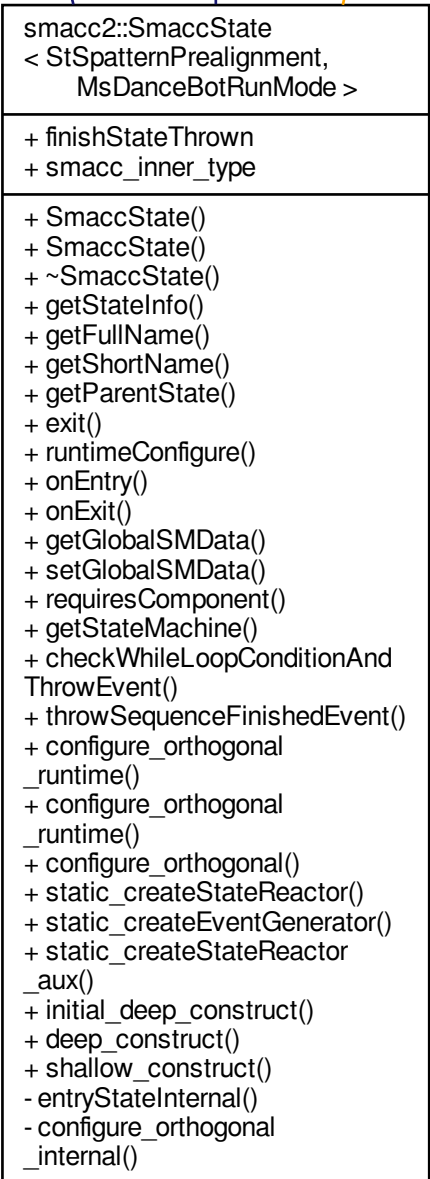 smacc2::SmaccState
< StSpatternPrealignment,
MsDanceBotRunMode >
+ finishStateThrown
+ smacc_inner_type
+ SmaccState()
+ SmaccState()
+ ~SmaccState()
+ getStateInfo()
+ getFullName()
+ getShortName()
+ getParentState()
+ exit()
+ runtimeConfigure()
+ onEntry()
+ onExit()
+ getGlobalSMData()
+ setGlobalSMData()
+ requiresComponent()
+ getStateMachine()
+ checkWhileLoopConditionAnd
ThrowEvent()
+ throwSequenceFinishedEvent()
+ configure_orthogonal
_runtime()
+ configure_orthogonal
_runtime()
+ configure_orthogonal()
+ static_createStateReactor()
+ static_createEventGenerator()
+ static_createStateReactor
_aux()
+ initial_deep_construct()
+ deep_construct()
+ shallow_construct()
- entryStateInternal()
- configure_orthogonal
_internal()